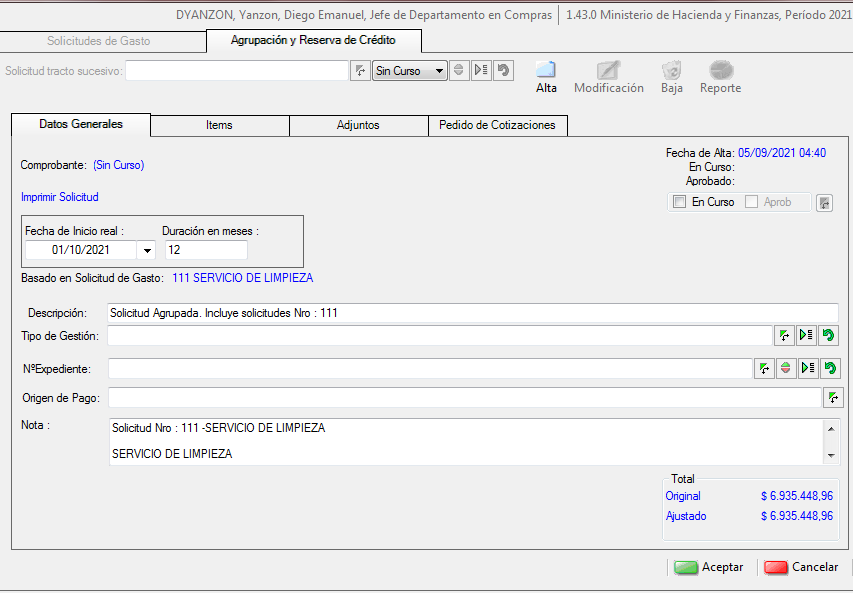 DYANZON, Yanzon, Diego Emanuel, Jefe de Departamento en Compras
1.43.0 Ministerio de Hacienda y Finanzas, Período 2021
Solicitudes de Gasto
Agrupación y Reserva de Crédito
Solicitud tracto sucesivo:
Sin Curso
Alta
Modificación
Baja
Reporte
Datos Generales
Items
Adjuntos
Pedido de Cotizaciones
Comprobante: (Sin Curso)
Fecha de Alta: 05/09/2021 04:40
En Curso:
Aprobado:
En Curso
Aprob
Imprimir Solicitud
Fecha de Inicio real :
Duración en meses :
01/10/2021
12
Basado en Solicitud de Gasto: 111 SERVICIO DE LIMPIEZA
Descripción: Solicitud Agrupada. Incluye solicitudes Nro : 111
Tipo de Gestión:
NºExpediente:
Origen de Pago:
Nota : Solicitud Nro : 111 -SERVICIO DE LIMPIEZA
SERVICIO DE LIMPIEZA
Total
Original $ 6.935.448,96
Ajustado $ 6.935.448,96
Aceptar
Cancelar